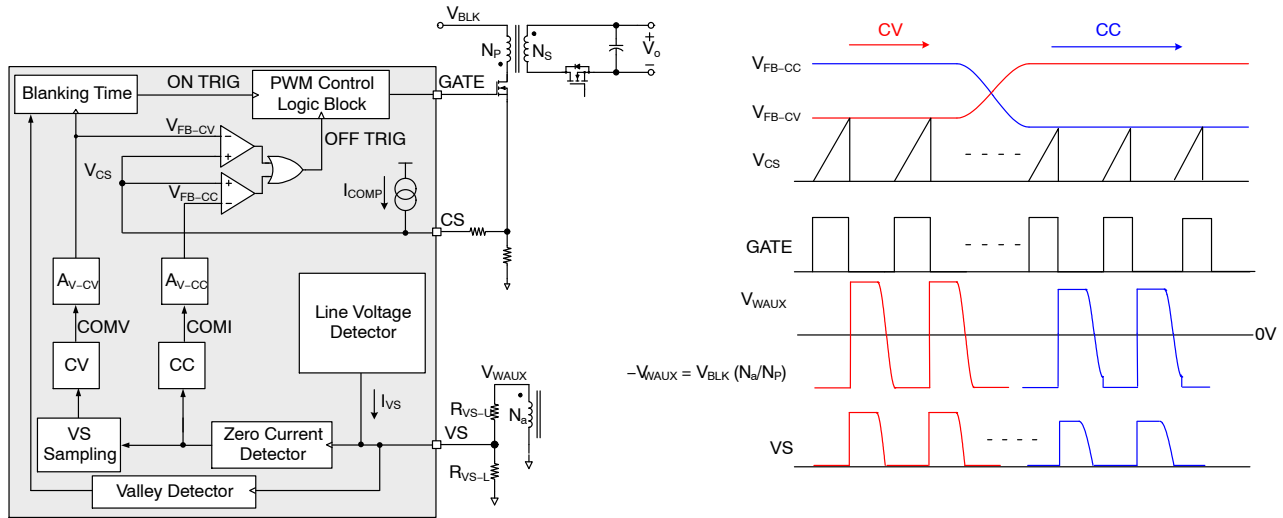 V_BLK
N_P
N_S
+
V_o
−
Blanking Time
ON TRIG
PWM Control
Logic Block
GATE
V_FB−CV
OFF TRIG
−
+
V_CS
+
V_FB−CC
−
I_COMP
CS
A_V−CV
A_V−CC
Line Voltage
Detector
COMV
COMI
CV
CC
V_WAUX
I_VS
R_VS−U
N_a
VS
Sampling
Zero Current
Detector
VS
R_VS−L
Valley Detector
CV
CC
V_FB−CC
V_FB−CV
V_CS
GATE
V_WAUX
0V
−V_WAUX = V_BLK (N_a/N_P)
VS